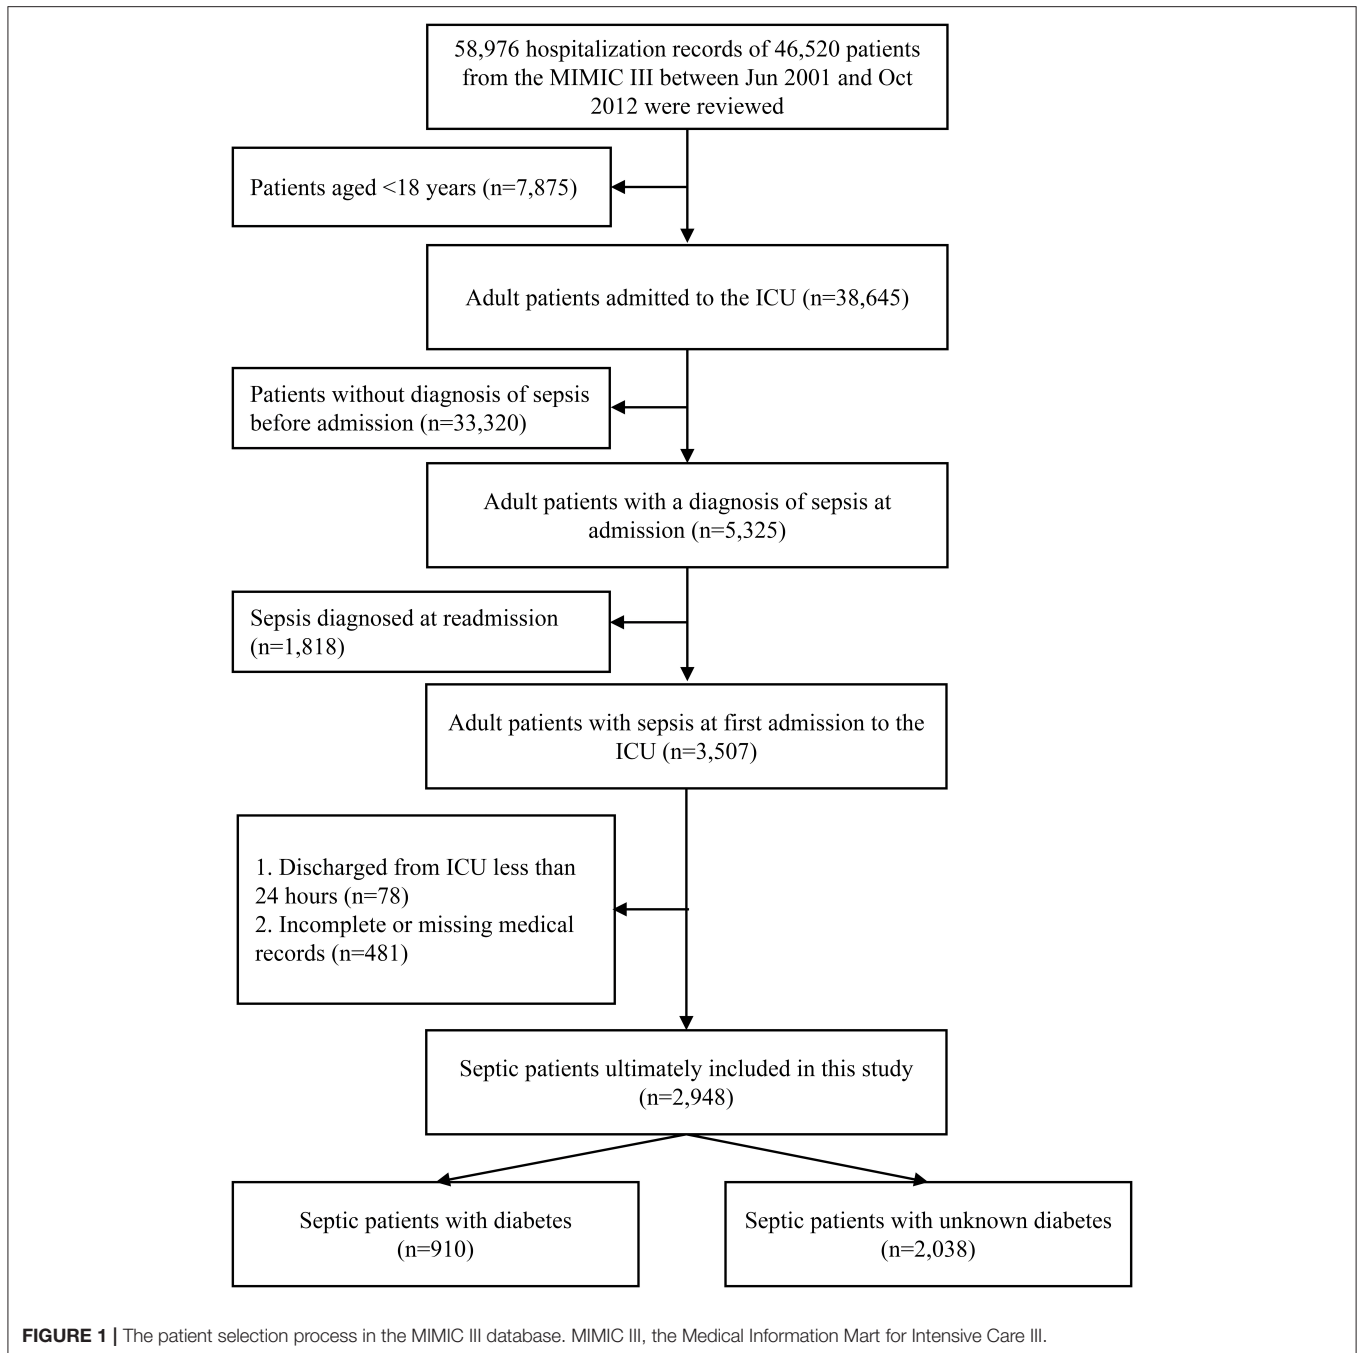 58,976 hospitalization records of 46,520 patients
from the MIMIC III between Jun 2001 and Oct
2012 were reviewed
Patients aged <18 years (n=7,875)
Adult patients admitted to the ICU (n=38,645)
Patients without diagnosis of sepsis
before admission (n=33,320)
Adult patients with a diagnosis of sepsis at
admission (n=5,325)
Sepsis diagnosed at readmission
(n=1,818)
Adult patients with sepsis at first admission to the
ICU (n=3,507)
1. Discharged from ICU less than
24 hours (n=78)
2. Incomplete or missing medical
records (n=481)
Septic patients ultimately included in this study
(n=2,948)
Septic patients with diabetes
(n=910)
Septic patients with unknown diabetes
(n=2,038)
FIGURE 1 | The patient selection process in the MIMIC III database. MIMIC III, the Medical Information Mart for Intensive Care III.